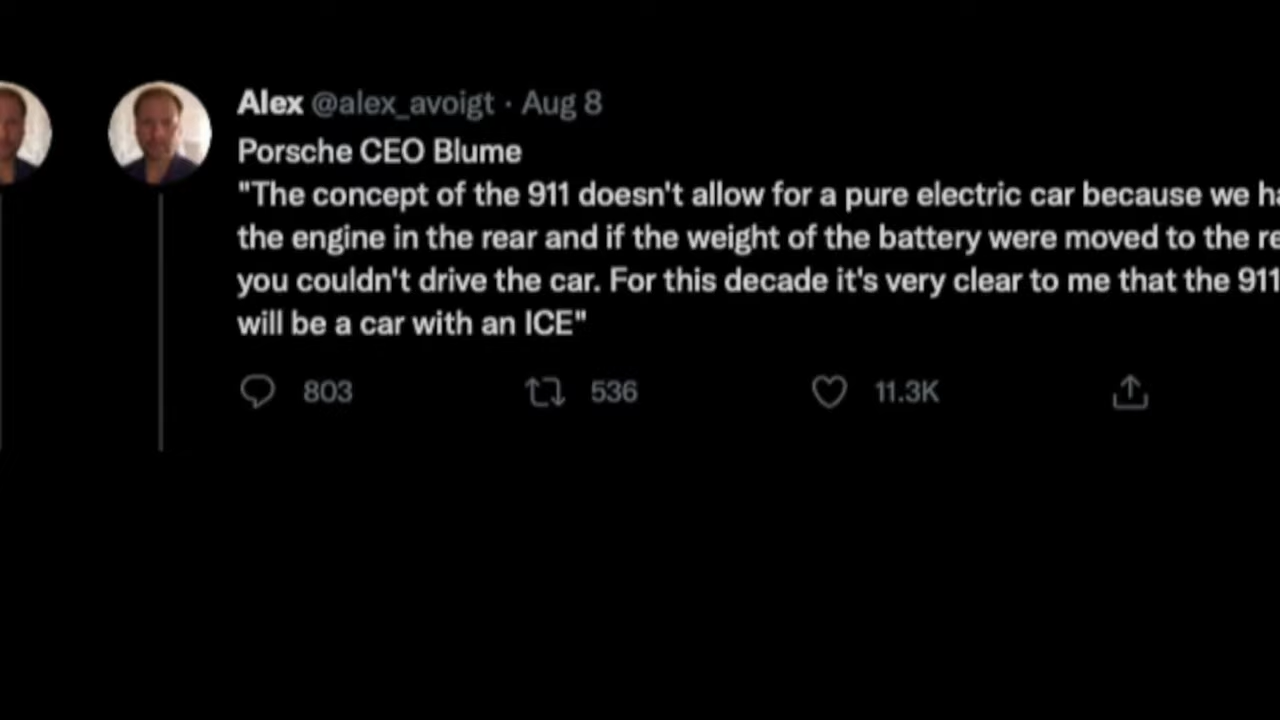 Alex @alex_avoigt · Aug 8
Porsche CEO Blume
"The concept of the 911 doesn't allow for a pure electric car because we
the engine in the rear and if the weight of the battery were moved to the
you couldn't drive the car. For this decade it's very clear to me that the 911
will be a car with an ICE"
803 536 11.3K